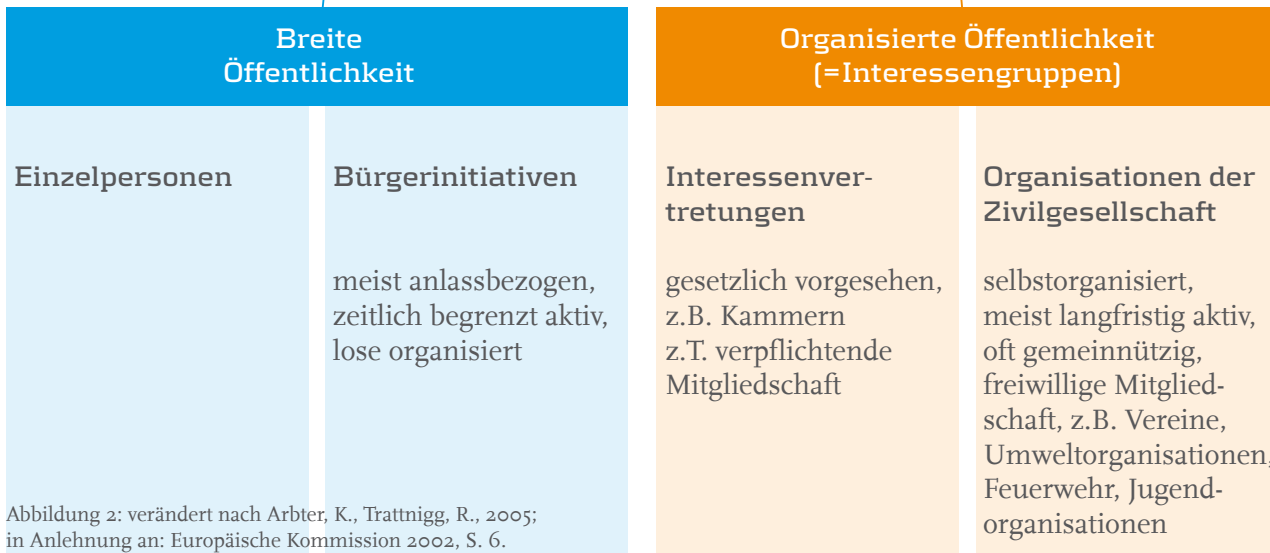 Breite
Öffentlichkeit
Einzelpersonen
Bürgerinitiativen
meist anlassbezogen,
zeitlich begrenzt aktiv,
lose organisiert
Organisierte Öffentlichkeit
(=Interessengruppen)
Interessenver-
tretungen
gesetzlich vorgesehen,
z.B. Kammern
z.T. verpflichtende
Mitgliedschaft
Organisationen der
Zivilgesellschaft
selbstorganisiert,
meist langfristig aktiv,
oft gemeinnützig,
freiwillige Mitglied-
schaft, z.B. Vereine,
Umweltorganisationen,
Feuerwehr, Jugend-
organisationen
Abbildung 2: verändert nach Arbter, K., Trattnigg, R., 2005;
in Anlehnung an: Europäische Kommission 2002, S. 6.